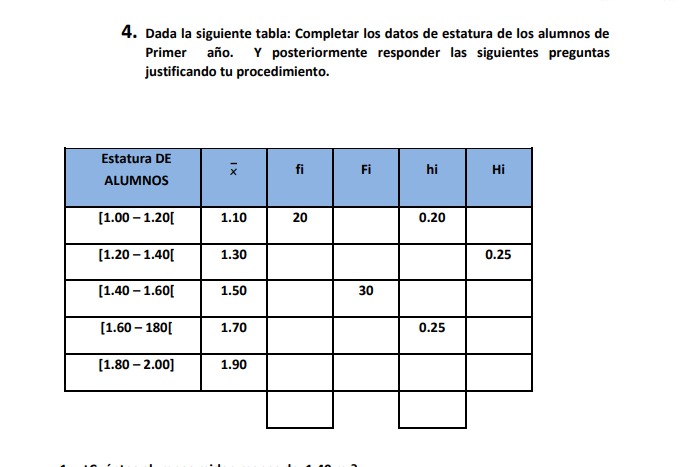 4. Dada la siguiente tabla: Completar los datos de estatura de los alumnos de
Primer año. Y posteriormente responder las siguientes preguntas
justificando tu procedimiento.
Estatura DE
ALUMNOS
x̄
fi
Fi
hi
Hi
[1.00 – 1.20[ 1.10 20 0.20
[1.20 – 1.40[ 1.30 0.25
[1.40 – 1.60[ 1.50 30
[1.60 – 180[ 1.70 0.25
[1.80 – 2.00] 1.90